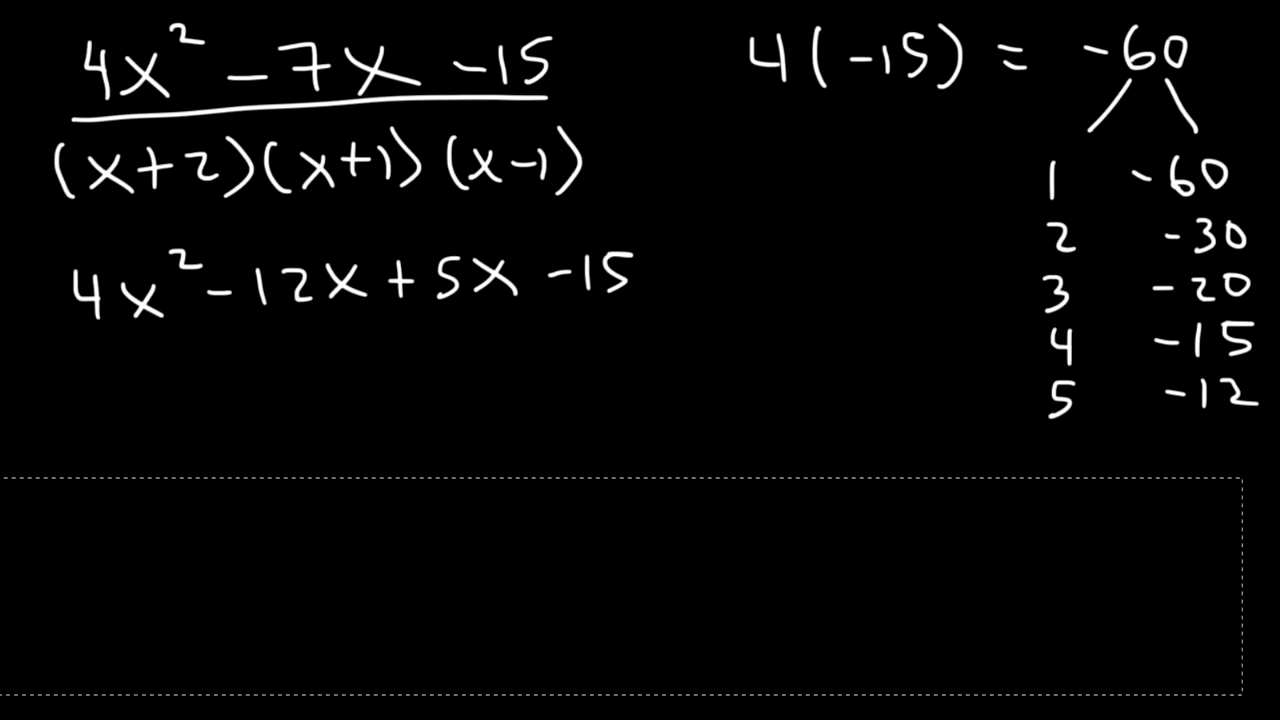 4x² - 7x - 15
(x+2)(x+1)(x-1)
4x² - 12x + 5x - 15
4(-15) = -60
1 -60
2 -30
3 -20
4 -15
5 -12